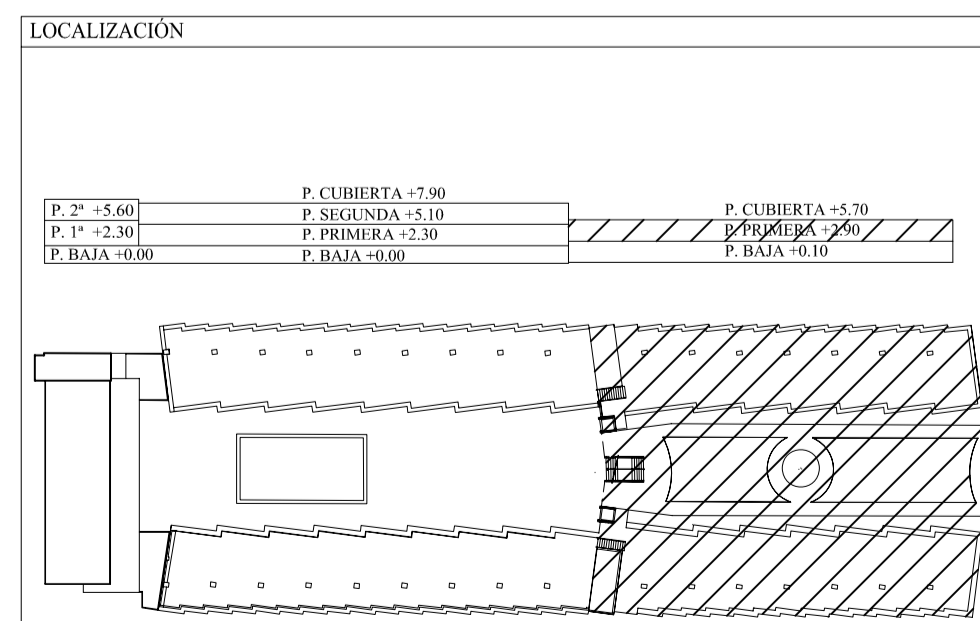 LOCALIZACIÓN
P. CUBIERTA +7.90
P. 2ª +5.60
P. SEGUNDA +5.10
P. CUBIERTA +5.70
P. 1ª +2.30
P. PRIMERA +2.30
P. PRIMERA +2.90
P. BAJA +0.00
P. BAJA +0.00
P. BAJA +0.10